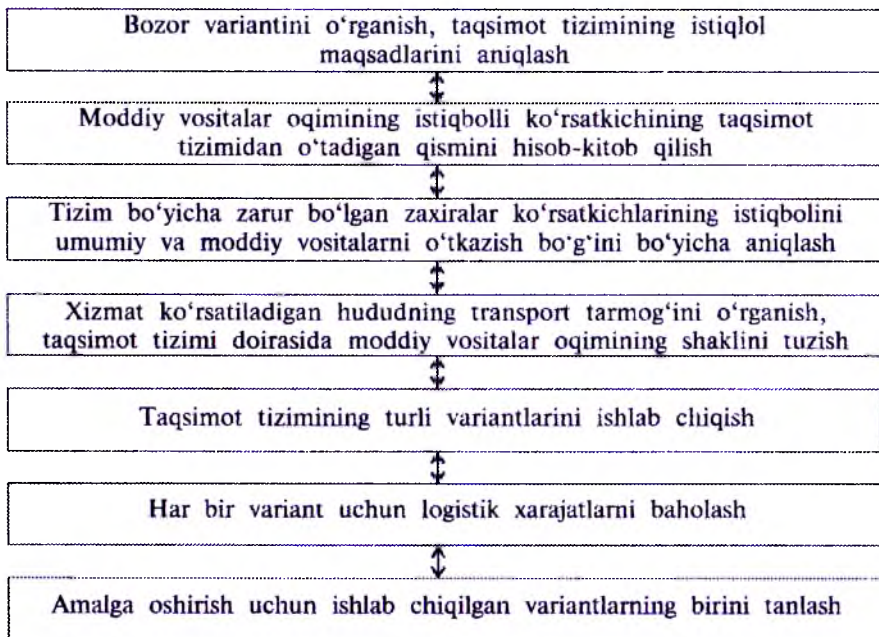 Bozor variantini o‘rganish, taqsimot tizimining istiqlol
maqsadlarini aniqlash
Moddiy vositalar oqimining istiqbolli ko‘rsatkichining taqsimot
tizimidan o‘tadigan qismini hisob-kitob qilish
Tizim bo‘yicha zarur bo‘lgan zaxiralar ko‘rsatkichlarining istiqbolini
umumiy va moddiy vositalarni o‘tkazish bo‘g‘ini bo‘yicha aniqlash
Xizmat ko‘rsatiladigan hududning transport tarmog‘ini o‘rganish,
taqsimot tizimi doirasida moddiy vositalar oqimining shaklini tuzish
Taqsimot tizimining turli variantlarini ishlab chiqish
Har bir variant uchun logistik xarajatlarni baholash
Amalga oshirish uchun ishlab chiqilgan variantlarning birini tanlash